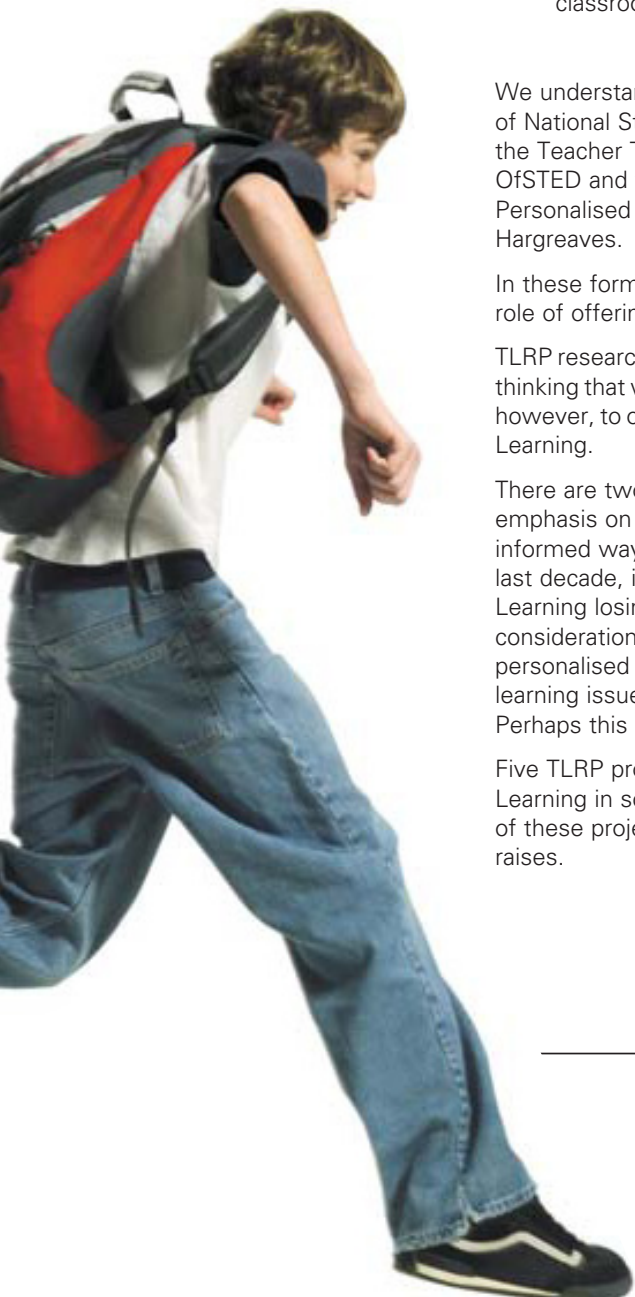 We understan
of National St
the Teacher T
OfSTED and
Personalised
Hargreaves.
In these form
role of offerin
TLRP researc
thinking that v
however, to c
Learning.
There are two
emphasis on
informed way
last decade, i
Learning losin
consideration
personalised
learning issue
Perhaps this
Five TLRP pro
Learning in so
of these proje
raises.